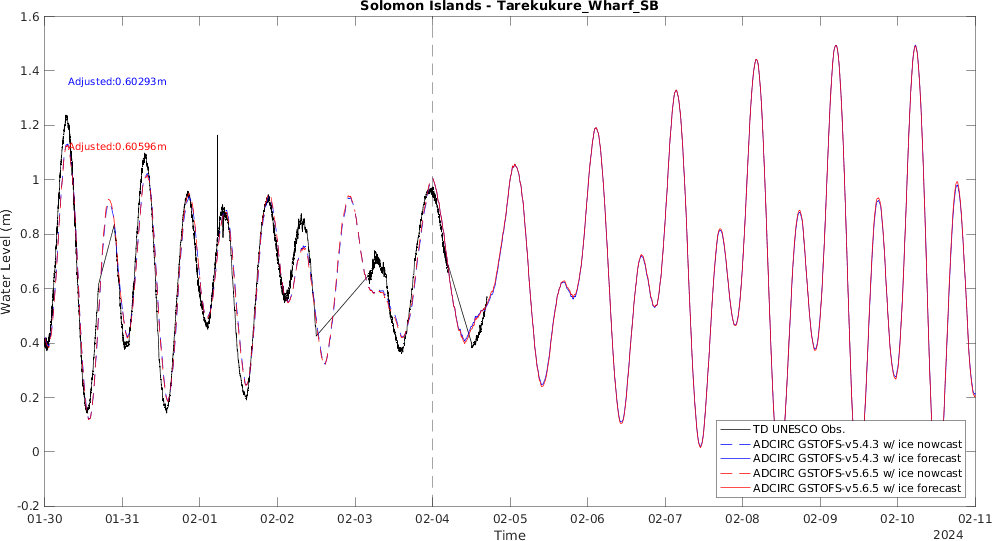 Solomon Islands - Tarekukure_Wharf_SB
1.6
1.4
1.2
1
0.8
0.6
0.4
0.2
0
-0.2
Water Level (m)
Adjusted:0.60293m
Adjusted:0.60596m
TD UNESCO Obs.
ADCIRC GSTOFS-v5.4.3 w/ ice nowcast
ADCIRC GSTOFS-v5.4.3 w/ ice forecast
ADCIRC GSTOFS-v5.6.5 w/ ice nowcast
ADCIRC GSTOFS-v5.6.5 w/ ice forecast
01-30 01-31 02-01 02-02 02-03 02-04 02-05 02-06 02-07 02-08 02-09 02-10 02-11
Time
2024